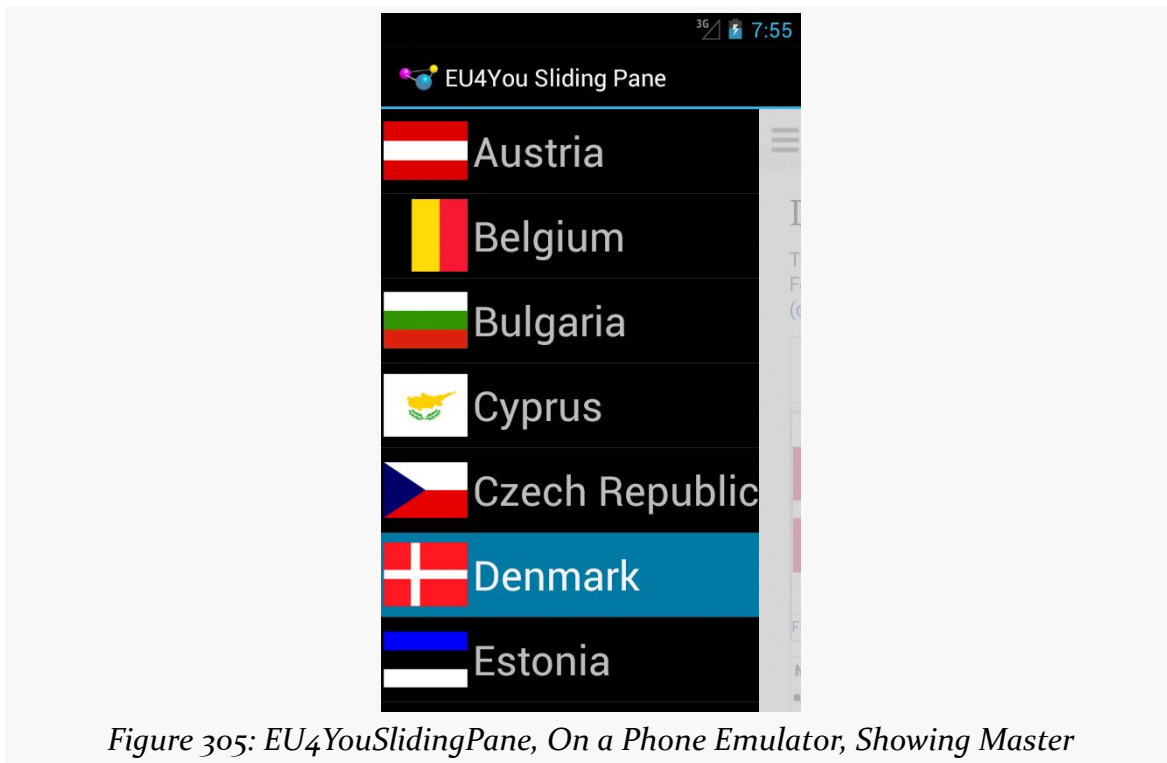 3G 7:55
EU4You Sliding Pane
Austria
Belgium
Bulgaria
Cyprus
Czech Republic
Denmark
Estonia
Figure 305: EU4YouSlidingPane, On a Phone Emulator, Showing Master